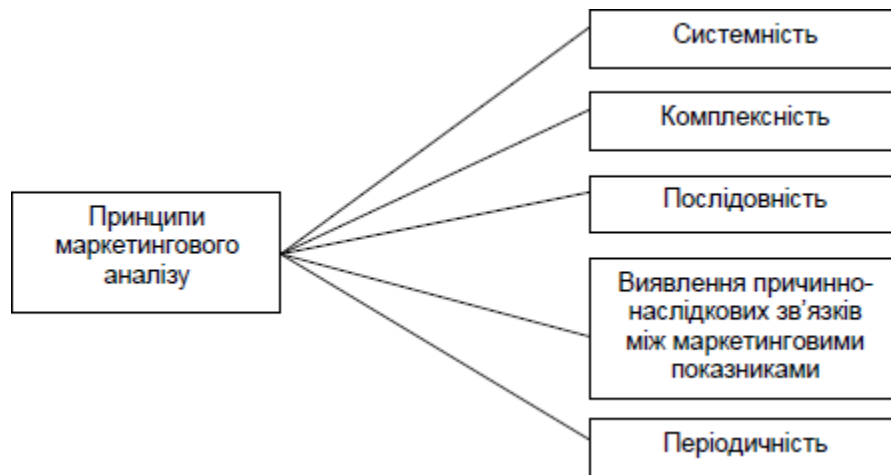 Принципи
маркетингового
аналізу
Системність
Комплексність
Послідовність
Виявлення причинно-
наслідкових зв’язків
між маркетинговими
показниками
Періодичність